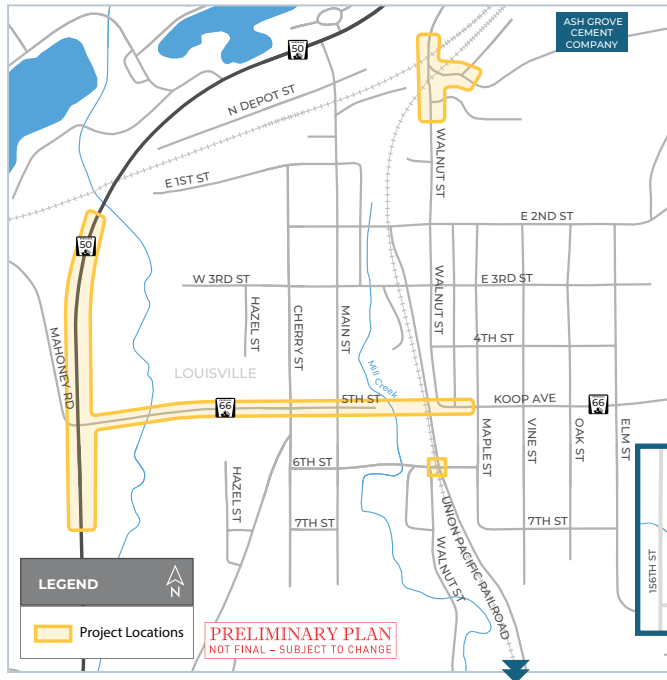 ASH GROVE
CEMENT
COMPANY
50
N DEPOT ST
WALNUT ST
E 1ST ST
E 2ND ST
50
W 3RD ST
E 3RD ST
HAZEL ST
CHERRY ST
MAIN ST
WALNUT ST
4TH ST
MAHONEY RD
LOUISVILLE
Mill Creek
66
5TH ST
KOOP AVE
66
MAPLE ST
VINE ST
OAK ST
ELM ST
6TH ST
HAZEL ST
7TH ST
UNION PACIFIC RAILROAD
7TH ST
WALNUT ST
156TH ST
LEGEND
N
Project Locations
PRELIMINARY PLAN
NOT FINAL – SUBJECT TO CHANGE